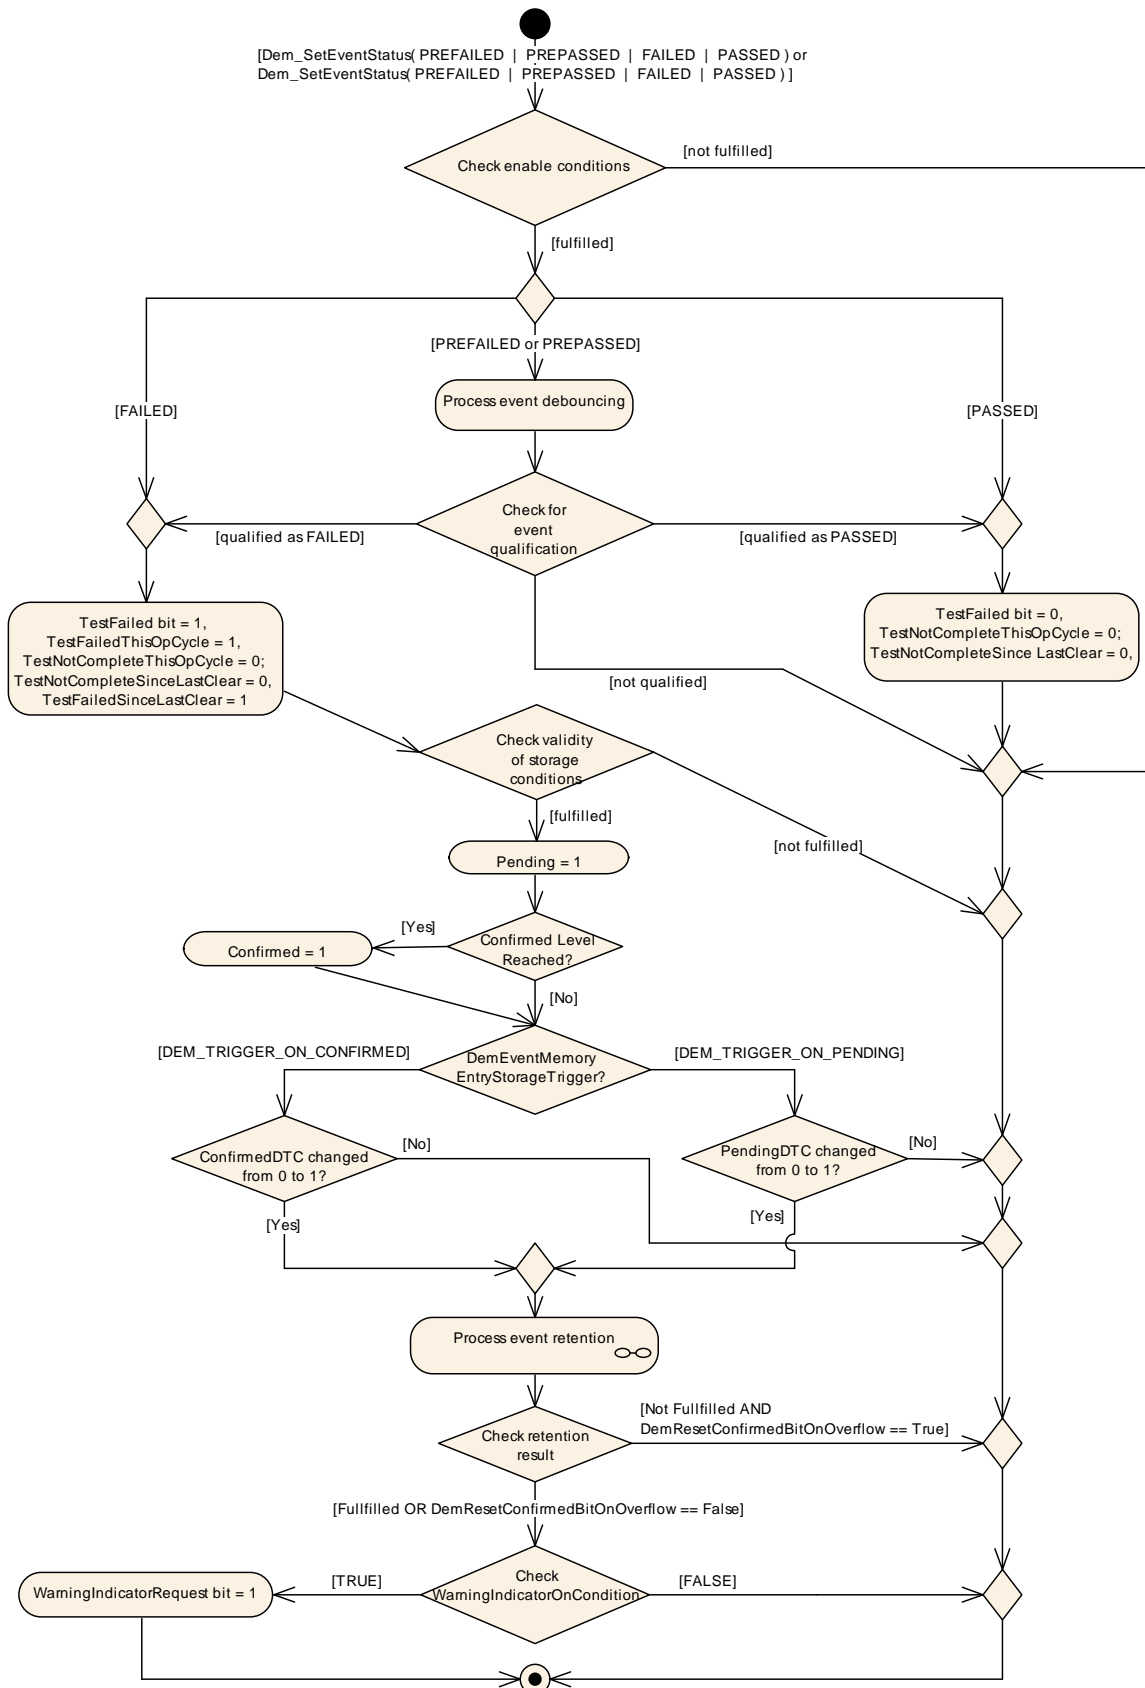 [Dem_SetEventStatus( PREFAILED | PREPASSED | FAILED | PASSED ) or
Dem_SetEventStatus( PREFAILED | PREPASSED | FAILED | PASSED ) ]
Check enable conditions
[not fulfilled]
[fulfilled]
[PREFAILED or PREPASSED]
Process event debouncing
[FAILED]
[PASSED]
Check for
event
qualification
[qualified as FAILED]
[qualified as PASSED]
TestFailed bit = 1,
TestFailedThisOpCycle = 1,
TestNotCompleteThisOpCycle = 0;
TestNotCompleteSinceLastClear = 0,
TestFailedSinceLastClear = 1
TestFailed bit = 0,
TestNotCompleteThisOpCycle = 0;
TestNotCompleteSince LastClear = 0,
[not qualified]
Check validity
of storage
conditions
[fulfilled]
[not fulfilled]
Pending = 1
[Yes]
Confirmed Level
Reached?
Confirmed = 1
[No]
[DEM_TRIGGER_ON_CONFIRMED]
DemEventMemory
EntryStorageTrigger?
[DEM_TRIGGER_ON_PENDING]
ConfirmedDTC changed
from 0 to 1?
[No]
PendingDTC changed
from 0 to 1?
[No]
[Yes]
[Yes]
Process event retention
[Not Fullfilled AND
DemResetConfirmedBitOnOverflow == True]
Check retention
result
[Fullfilled OR DemResetConfirmedBitOnOverflow == False]
Check
WarningIndicatorOnCondition
[TRUE]
[FALSE]
WarningIndicatorRequest bit = 1